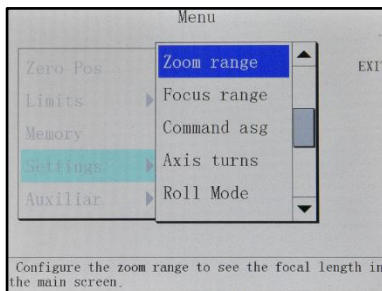 Menu
Zero Pos
Limits
Memory
Settings
Auxiliar
Zoom range
Focus range
Command asg
Axis turns
Roll Mode
EXIT
Configure the zoom range to see the focal length in
the main screen.